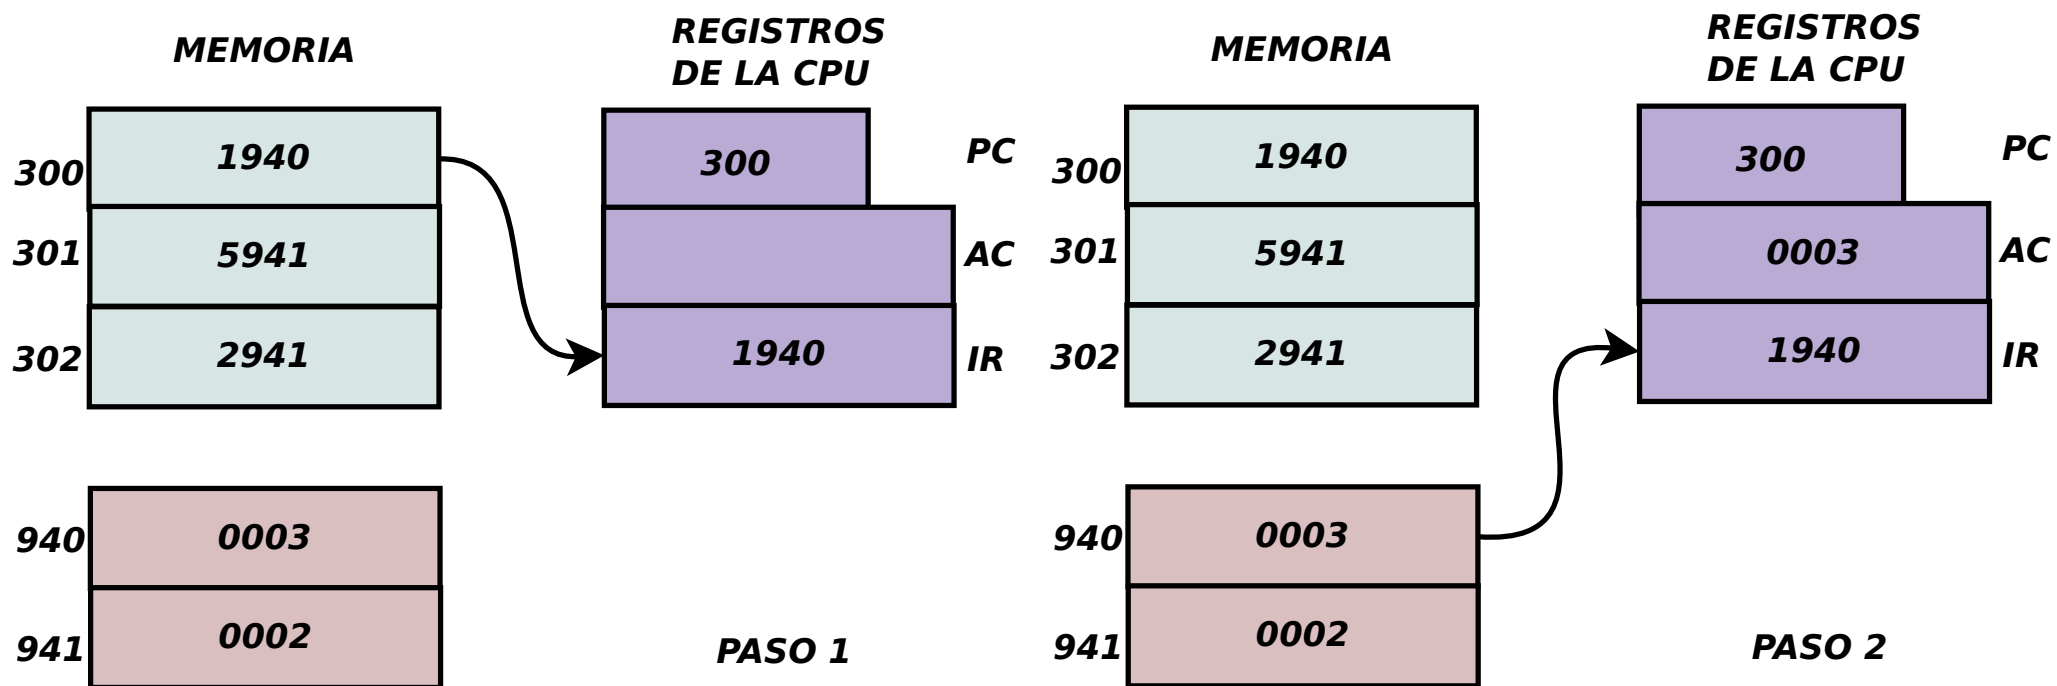 MEMORIA
REGISTROS
DE LA CPU
300 1940 300 PC
301 5941 AC
302 2941 1940 IR
940 0003
941 0002
PASO 1
MEMORIA
REGISTROS
DE LA CPU
300 1940 300 PC
301 5941 0003 AC
302 2941 1940 IR
940 0003
941 0002
PASO 2